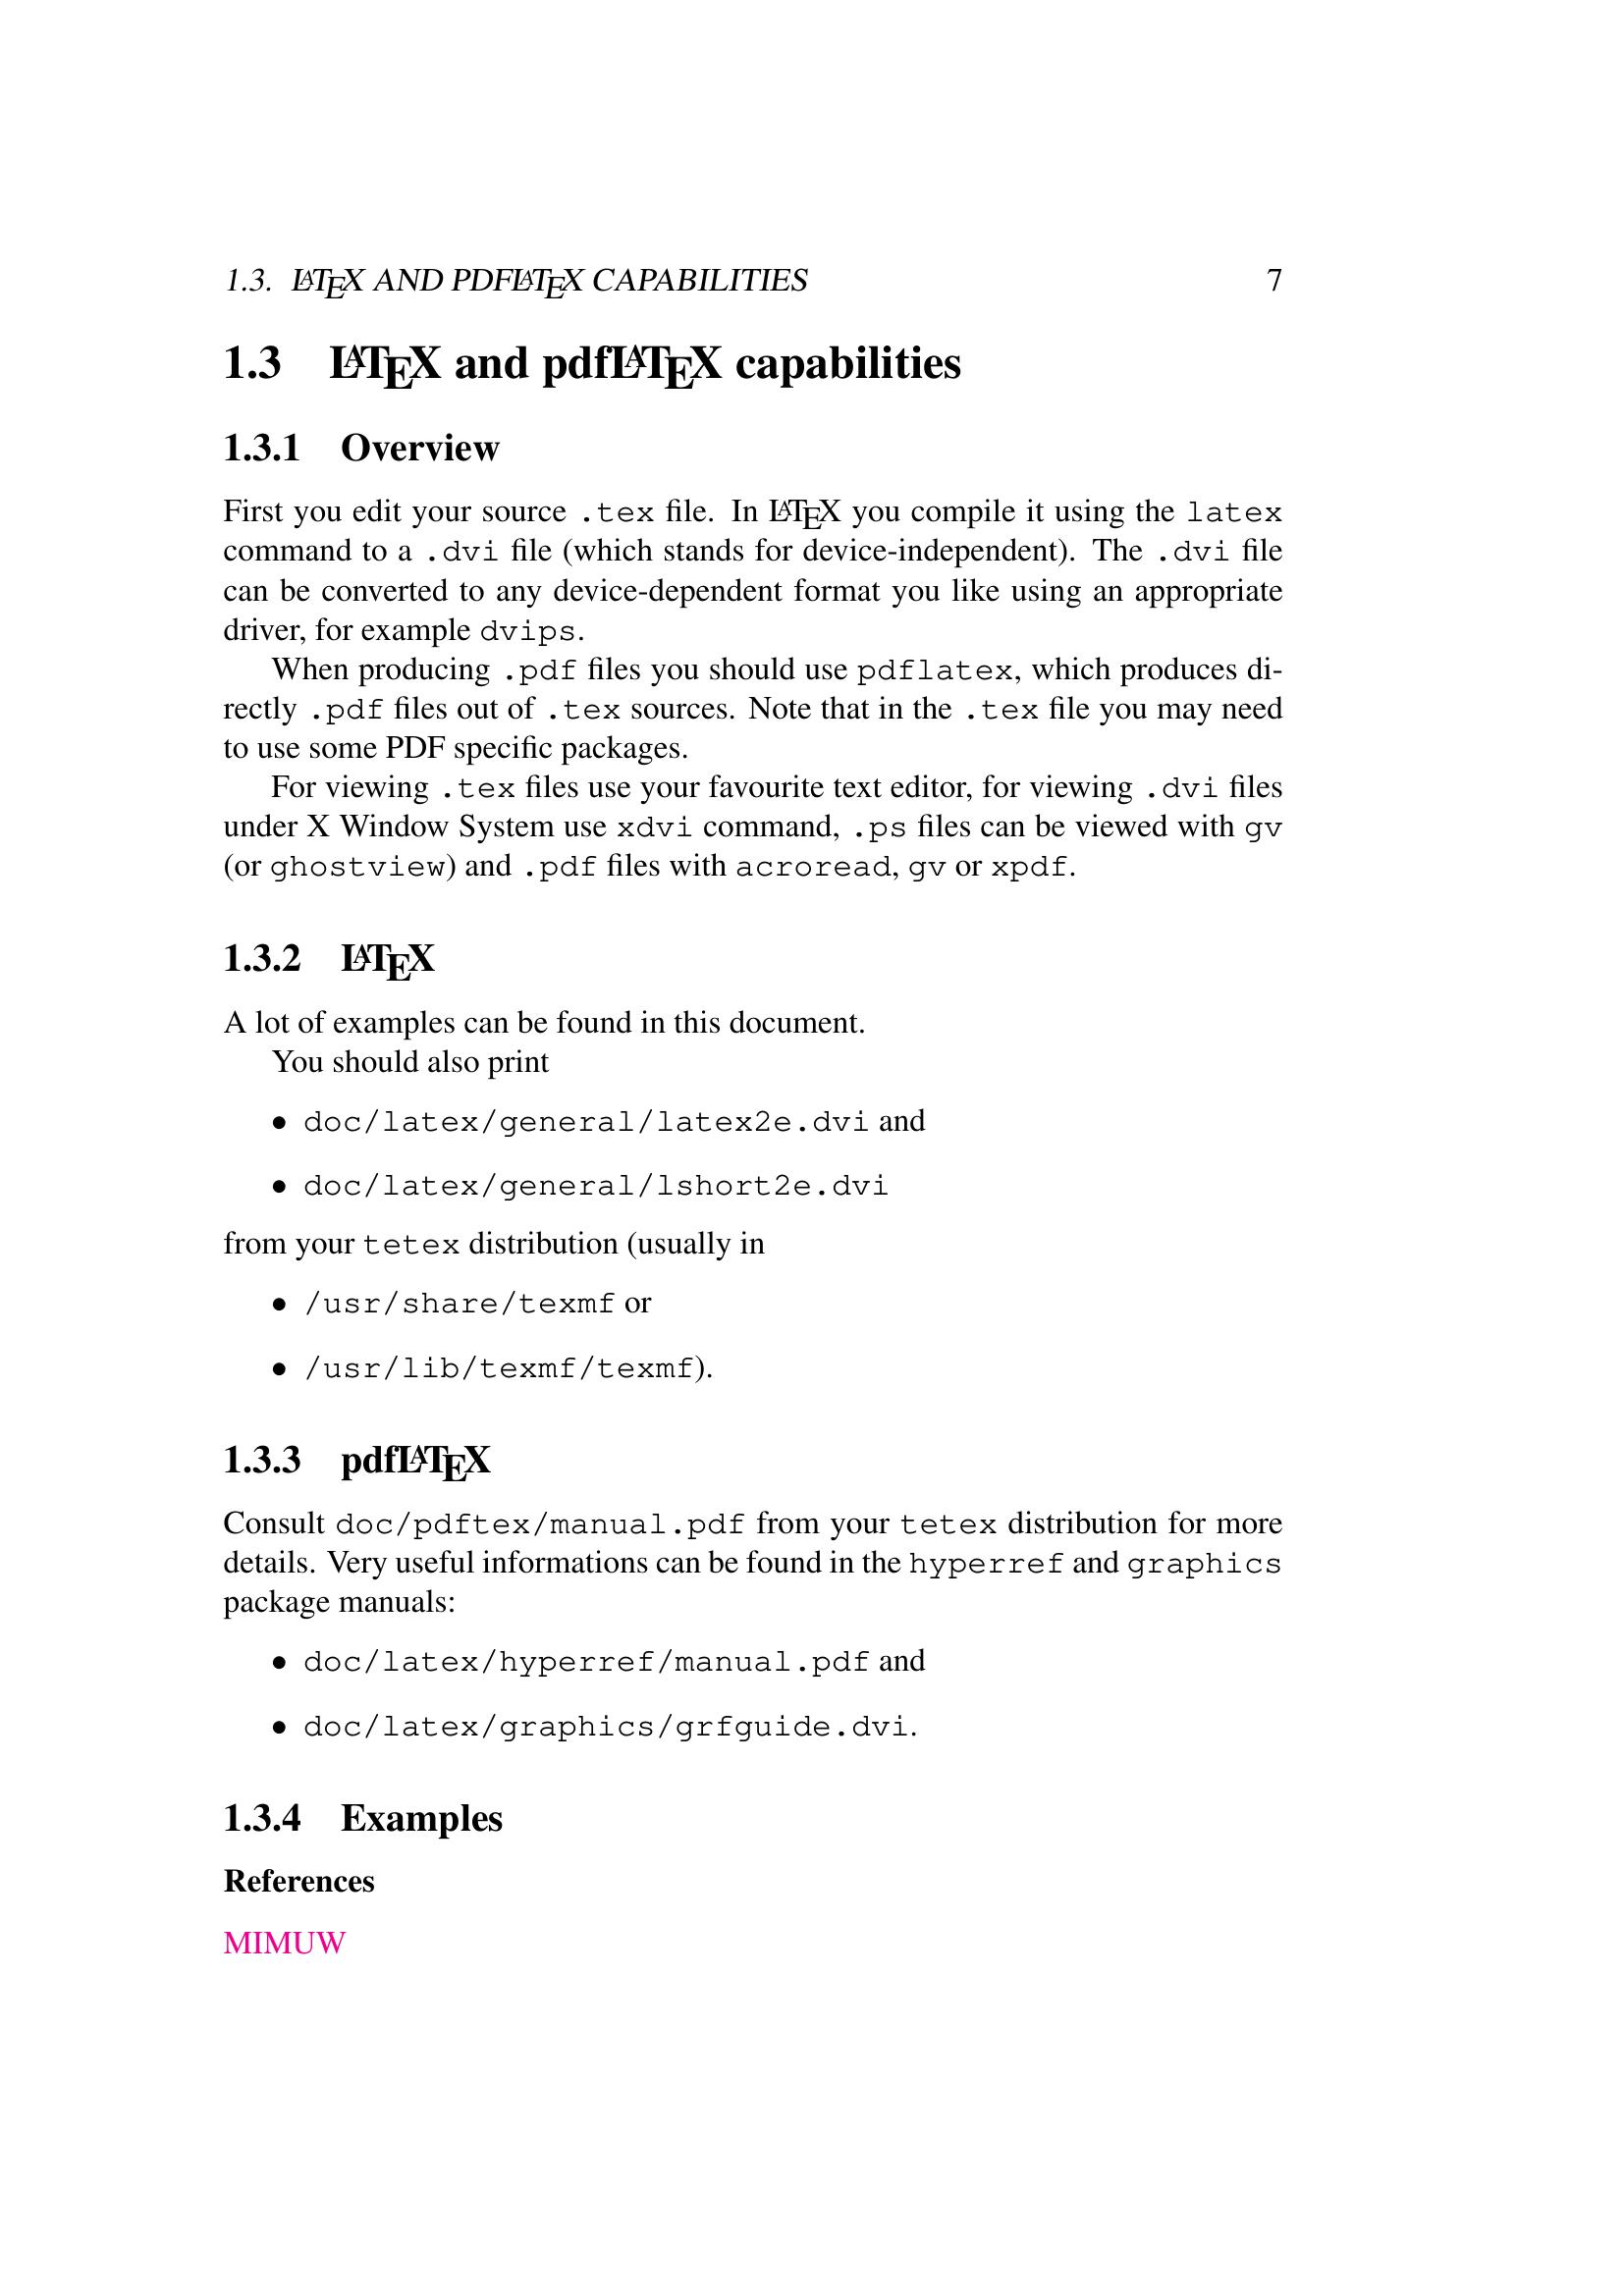 1.3. LATEX AND PDFLATEX CAPABILITIES 7
1.3 LATEX and pdfLATEX capabilities
1.3.1 Overview
First you edit your source .tex file. In LATEX you compile it using the latex
command to a .dvi file (which stands for device-independent). The .dvi file
can be converted to any device-dependent format you like using an appropriate
driver, for example dvips.
When producing .pdf files you should use pdflatex, which produces di-
rectly .pdf files out of .tex sources. Note that in the .tex file you may need
to use some PDF specific packages.
For viewing .tex files use your favourite text editor, for viewing .dvi files
under X Window System use xdvi command, .ps files can be viewed with gv
(or ghostview) and .pdf files with acroread, gv or xpdf.
1.3.2 LATEX
A lot of examples can be found in this document.
You should also print
• doc/latex/general/latex2e.dvi and
• doc/latex/general/lshort2e.dvi
from your tetex distribution (usually in
• /usr/share/texmf or
• /usr/lib/texmf/texmf).
1.3.3 pdfLATEX
Consult doc/pdftex/manual.pdf from your tetex distribution for more
details. Very useful informations can be found in the hyperref and graphics
package manuals:
• doc/latex/hyperref/manual.pdf and
• doc/latex/graphics/grfguide.dvi.
1.3.4 Examples
References
MIMUW